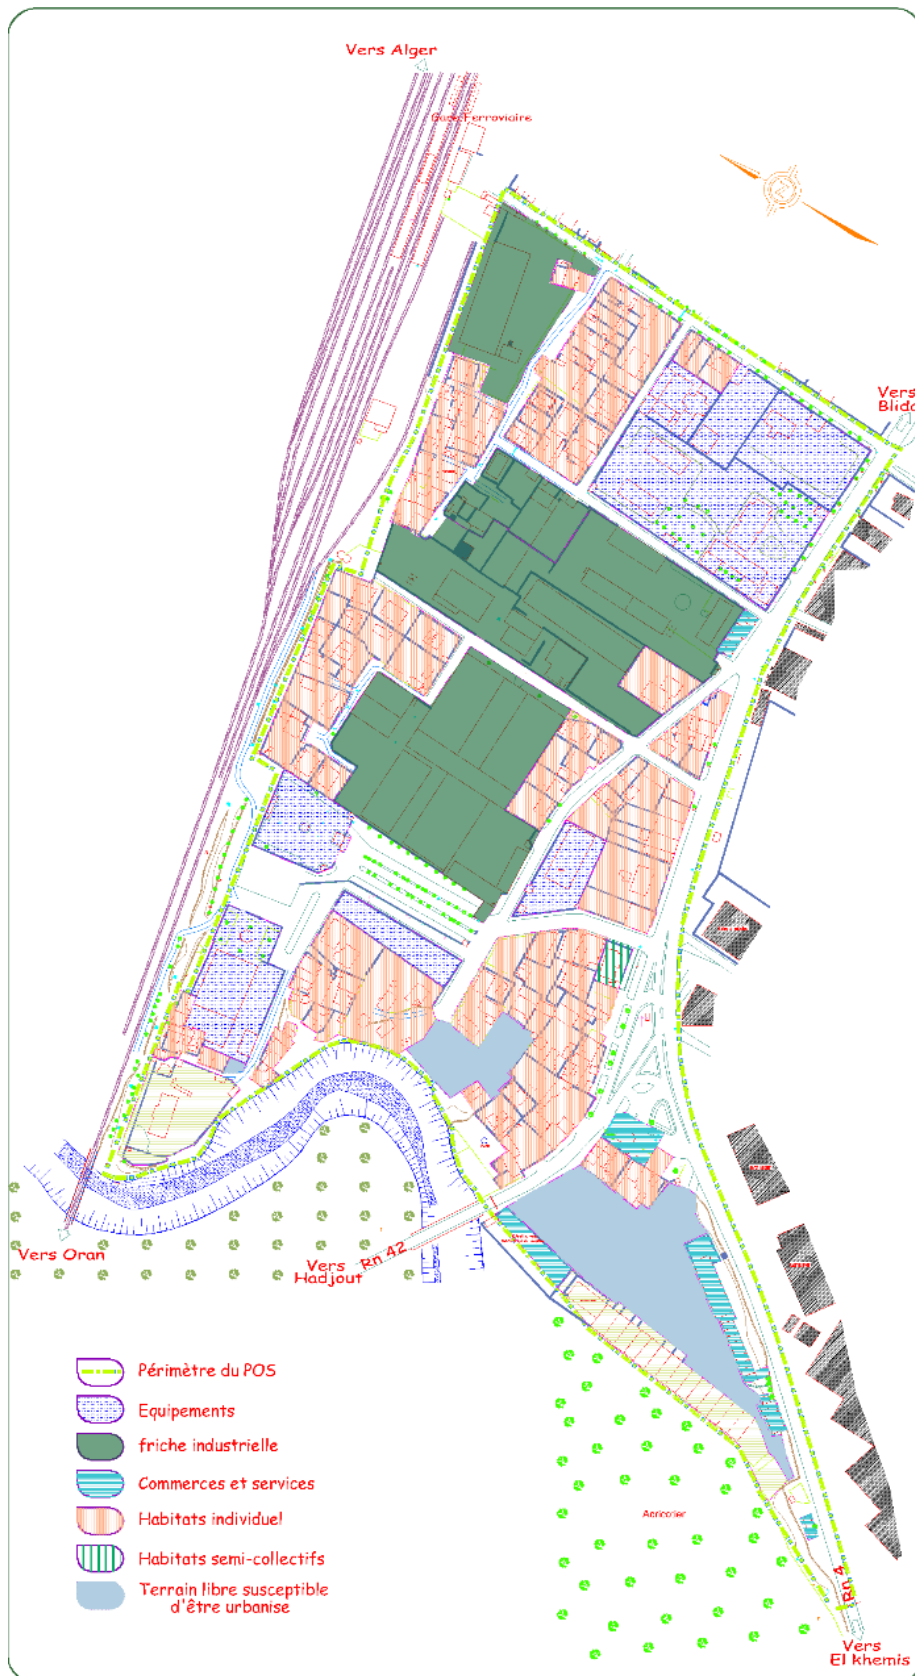 Vers Alger
Gare Ferroviaire
Vers
Blida
Vers Oran
Vers
Hadjout
Rn 42
Périmètre du POS
Equipements
friche industrielle
Commerces et services
Habitats individuel
Habitats semi-collectifs
Terrain libre susceptible
d'être urbanise
Abricotier
Rn 4
Vers
El khemis